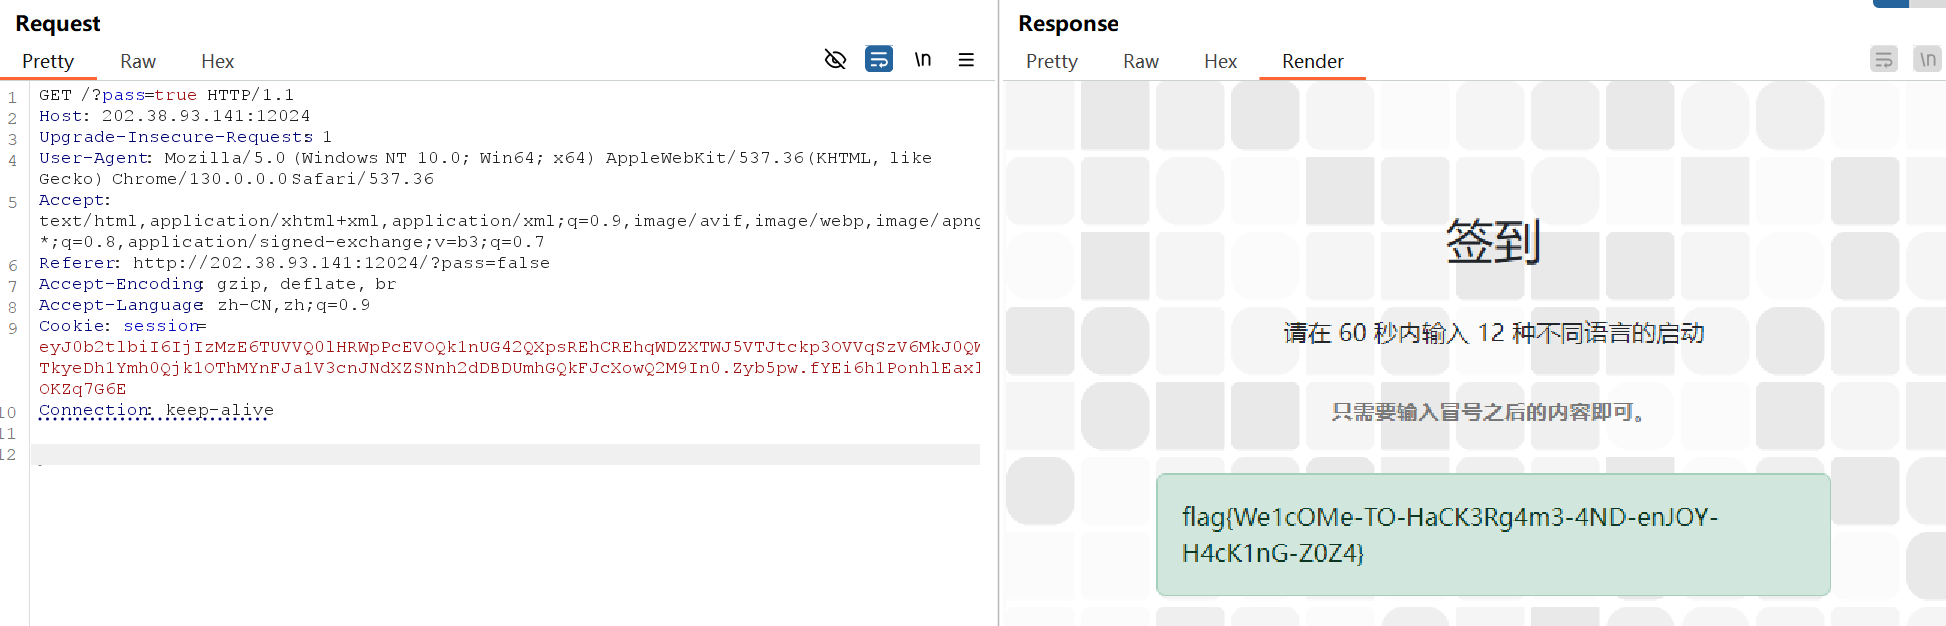 Request
Pretty Raw Hex
\n
1 GET /?pass=true HTTP/1.1
2 Host: 202.38.93.141:12024
3 Upgrade-Insecure-Requests: 1
4 User-Agent: Mozilla/5.0 (Windows NT 10.0; Win64; x64) AppleWebKit/537.36(KHTML, like
Gecko) Chrome/130.0.0.0 Safari/537.36
5 Accept:
text/html,application/xhtml+xml,application/xml;q=0.9,image/avif,image/webp,image/apng
*;q=0.8,application/signed-exchange;v=b3;q=0.7
6 Referer: http://202.38.93.141:12024/?pass=false
7 Accept-Encoding: gzip, deflate, br
8 Accept-Language: zh-CN,zh;q=0.9
9 Cookie: session=
OKZq7G6E
10 Connection: keep-alive
11
12
Response
Pretty Raw Hex Render
\n
签到
请在 60 秒内输入 12 种不同语言的启动
只需要输入冒号之后的内容即可。
flag{We1cOMe-TO-HaCK3Rg4m3-4ND-enJOY-
H4cK1nG-Z0Z4}